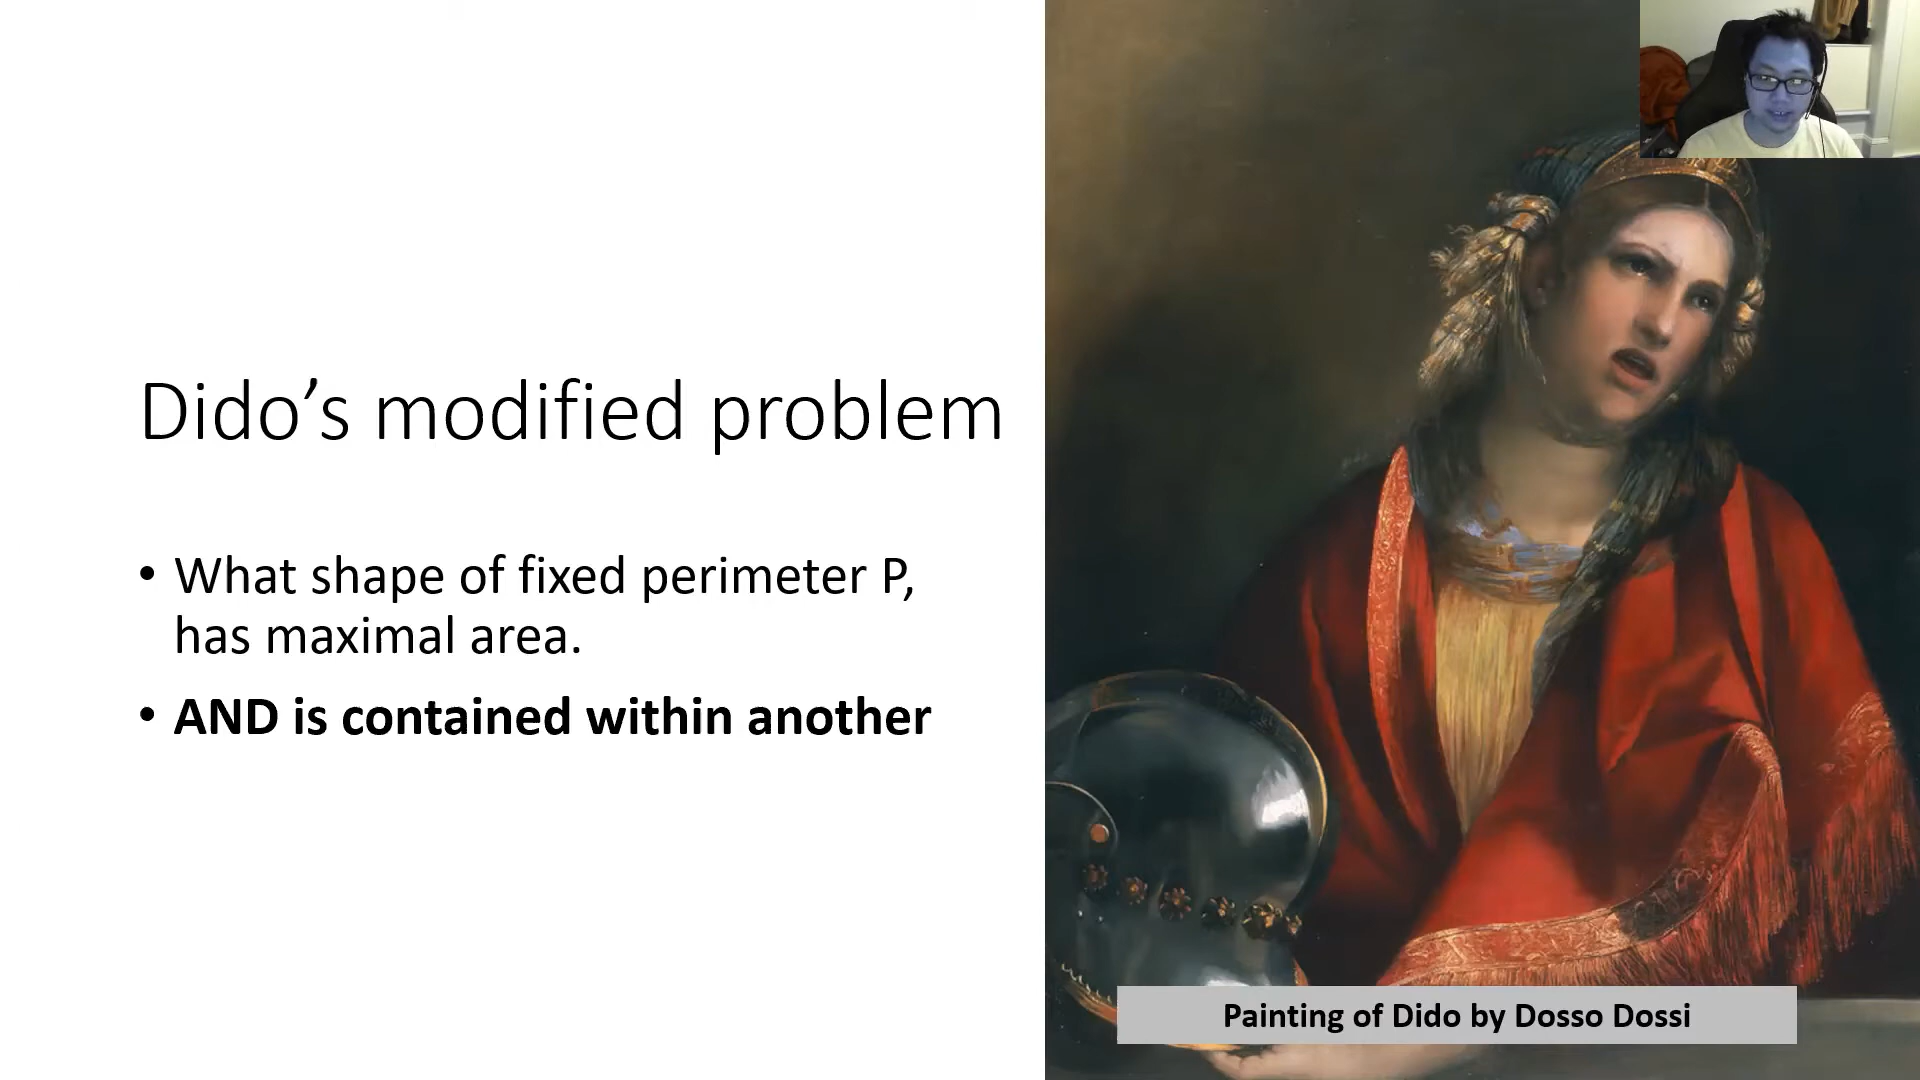 Dido’s modified problem
• What shape of fixed perimeter P,
has maximal area.
• AND is contained within another
Painting of Dido by Dosso Dossi